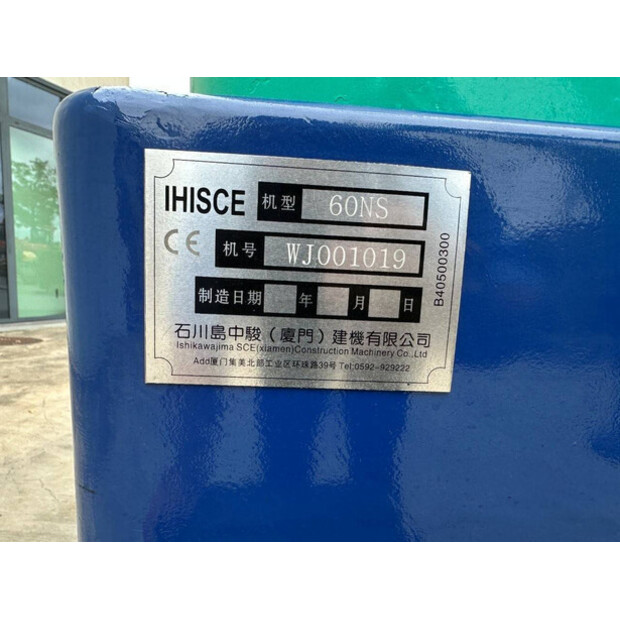 IHISCE 机型 60NS
CE 机号 WJ001019
制造日期 年 月 日
B40500300
石川島中駿（廈門）建機有限公司
Ishikawajima SCE(xiamen)Construction Machinery Co.,Ltd
Add厦门集美北部工业区环珠路39号 Tel:0592-929222